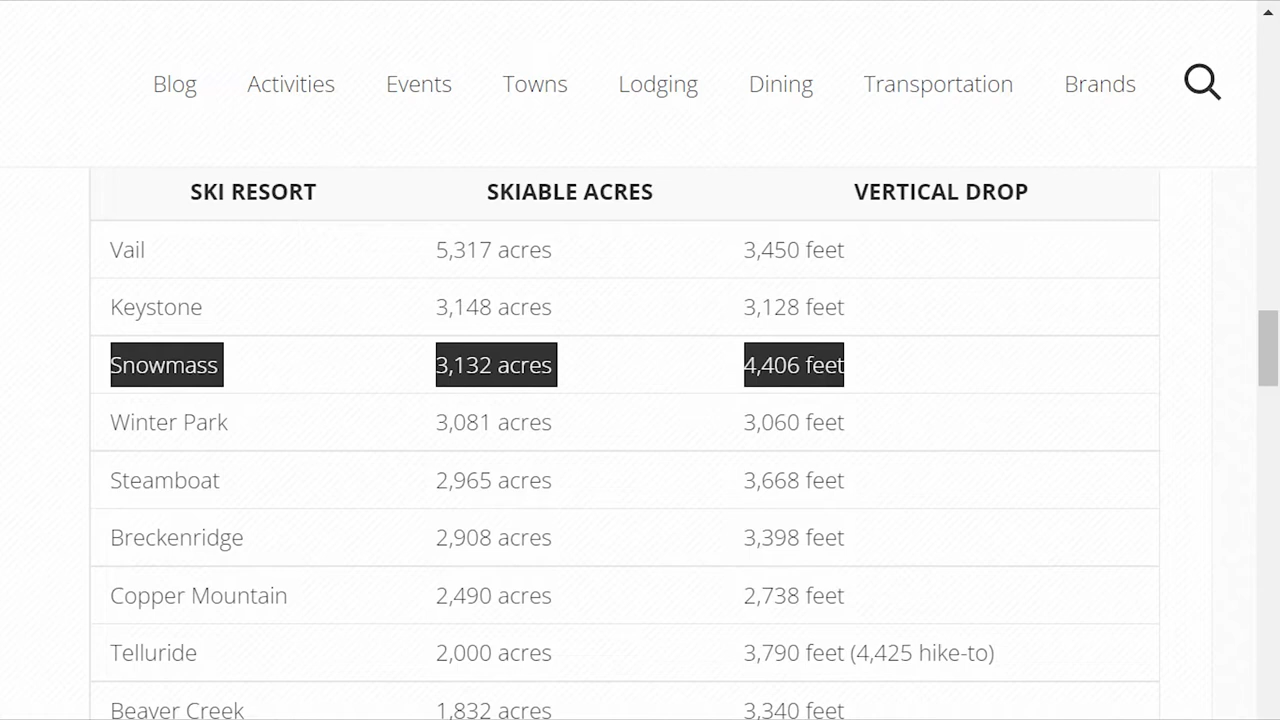 Blog Activities Events Towns Lodging Dining Transportation Brands
SKI RESORT SKIABLE ACRES VERTICAL DROP
Vail 5,317 acres 3,450 feet
Keystone 3,148 acres 3,128 feet
Snowmass 3,132 acres 4,406 feet
Winter Park 3,081 acres 3,060 feet
Steamboat 2,965 acres 3,668 feet
Breckenridge 2,908 acres 3,398 feet
Copper Mountain 2,490 acres 2,738 feet
Telluride 2,000 acres 3,790 feet (4,425 hike-to)
Beaver Creek 1,832 acres 3,340 feet